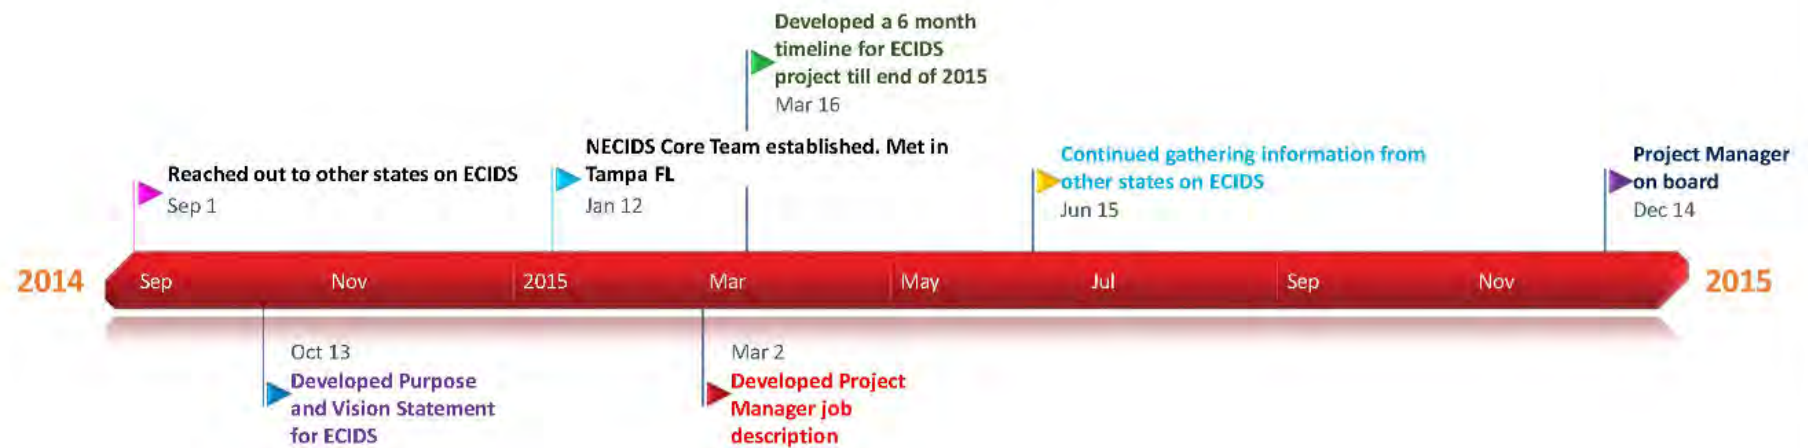 Developed a 6 month
timeline for ECIDS
project till end of 2015
Mar 16
Reached out to other states on ECIDS
Sep 1
NECIDS Core Team established. Met in
Tampa FL
Jan 12
Continued gathering information from
other states on ECIDS
Jun 15
Project Manager
on board
Dec 14
2014
Sep
Nov
2015
Mar
May
Jul
Sep
Nov
2015
Oct 13
Developed Purpose
and Vision Statement
for ECIDS
Mar 2
Developed Project
Manager job
description